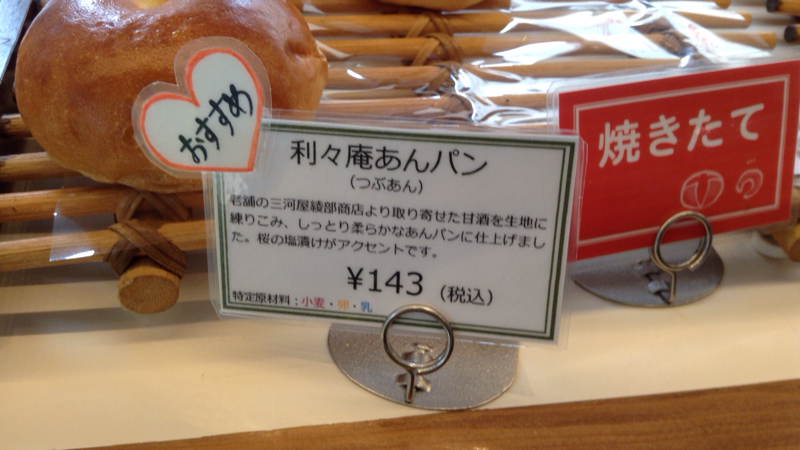 おすすめ
利々庵あんパン
(つぶあん)
老舗の三河屋綾部商店より取り寄せた甘酒を生地に
練りこみ、しっとり柔らかなあんパンに仕上げまし
た。桜の塩漬けがアクセントです。
¥143 (税込)
特定原材料:小麦・卵・乳
焼きたて